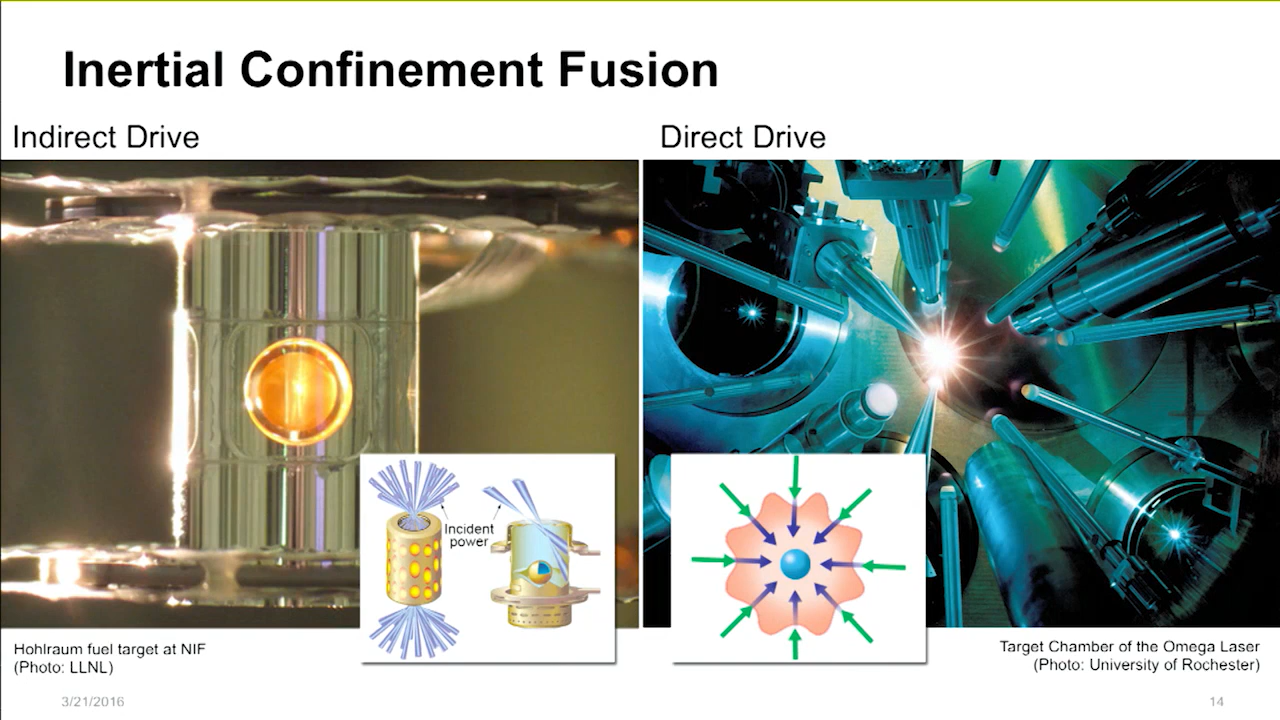 Inertial Confinement Fusion
Indirect Drive
Direct Drive
Incident
power
Hohlraum fuel target at NIF
(Photo: LLNL)
Target Chamber of the Omega Laser
(Photo: University of Rochester)
3/21/2016
14